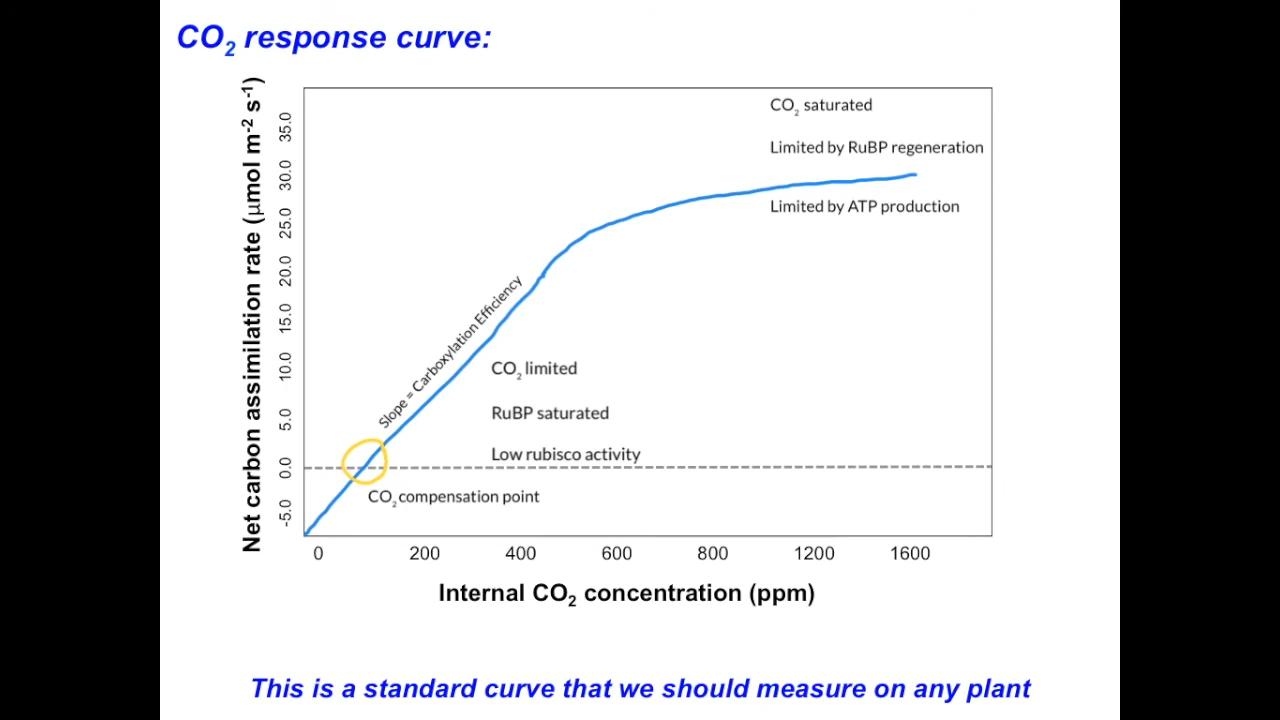 CO₂ response curve:
Net carbon assimilation rate (μmol m⁻² s⁻¹)
35.0
30.0
25.0
20.0
15.0
10.0
5.0
0.0
-5.0
CO₂ saturated
Limited by RuBP regeneration
Limited by ATP production
Slope = Carboxylation Efficiency
CO₂ limited
RuBP saturated
Low rubisco activity
CO₂ compensation point
0 200 400 600 800 1200 1600
Internal CO₂ concentration (ppm)
This is a standard curve that we should measure on any plant